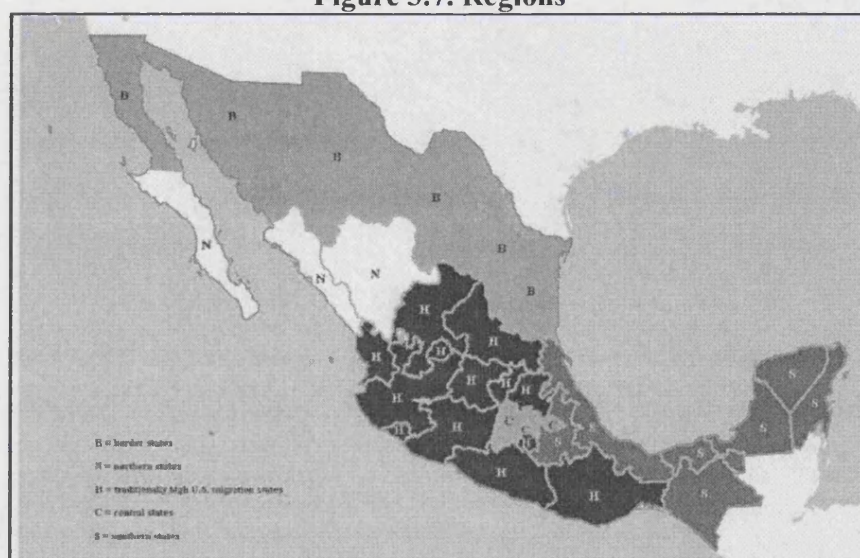 Figure 3.7. Regions
B
B
B
B
N
B
N
N
B
H
H
H
H
S
H
H
H
H
S
S
H
C
S
C
C
S
H
H
H
S
S
H
H
S
S
B = border states
N = northern states
H = traditionally high U.S. migration states
C = central states
S = southern states